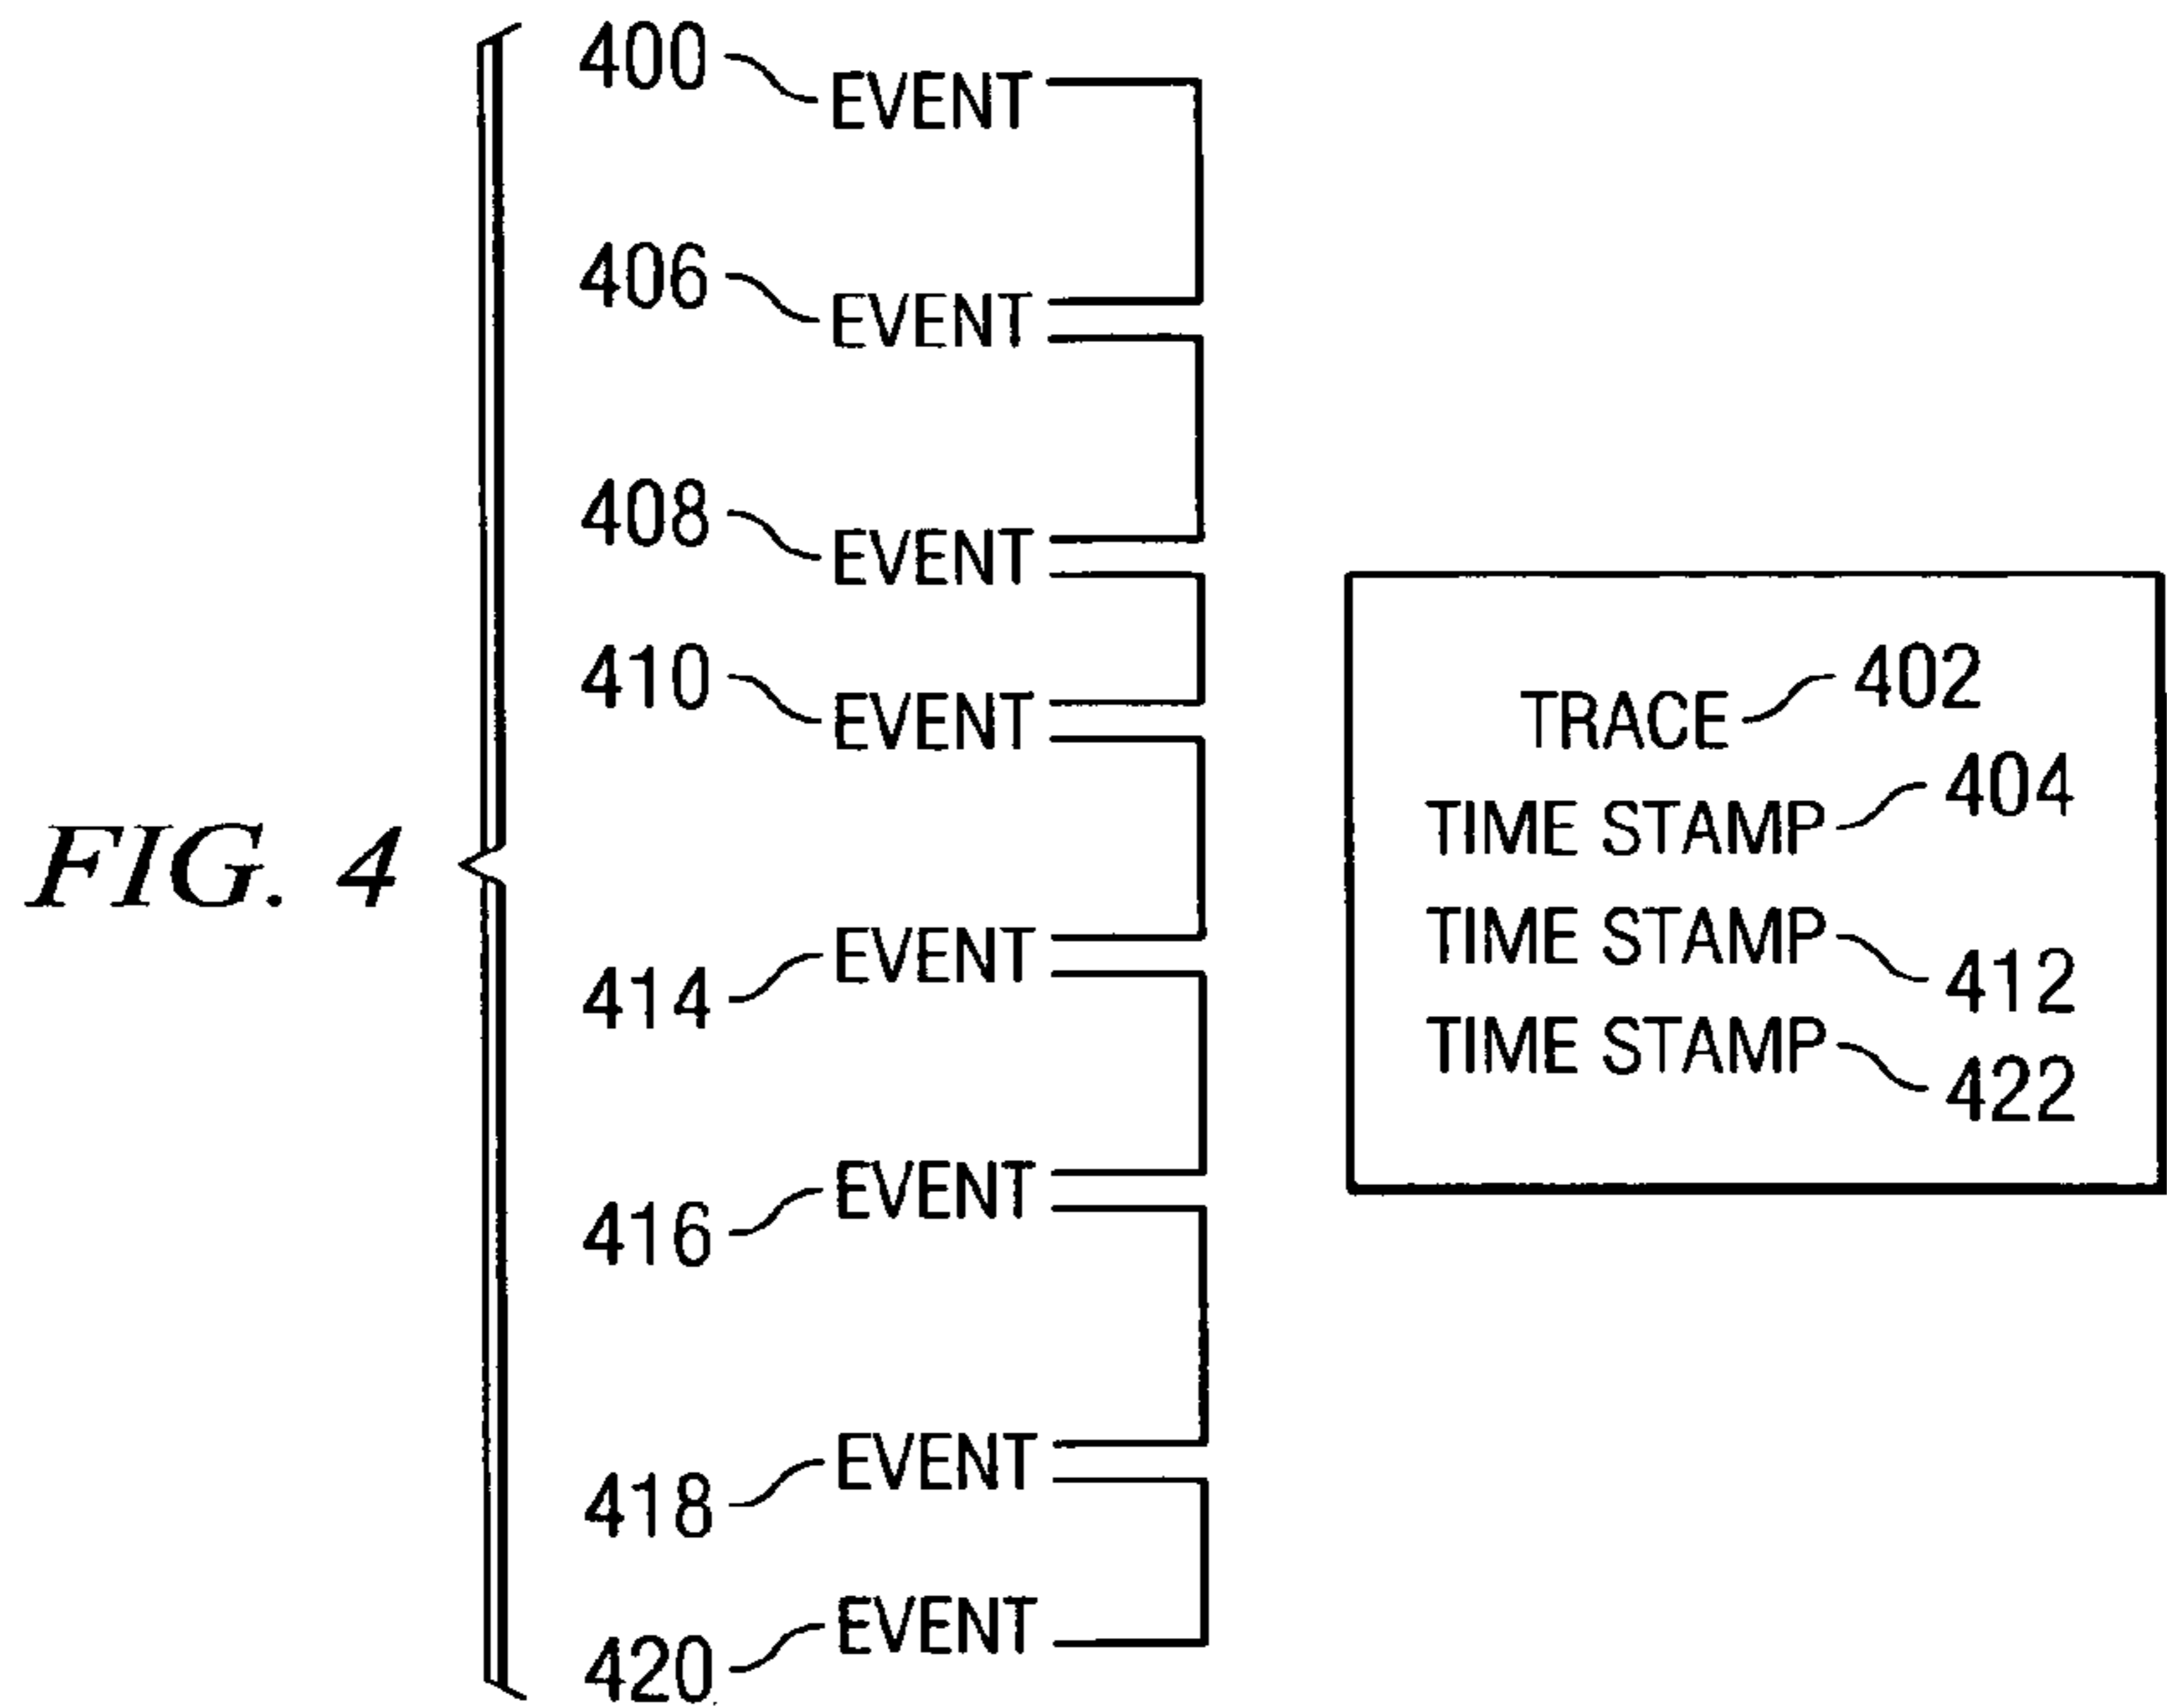 FIG. 4
400 EVENT
406 EVENT
408 EVENT
410 EVENT
414 EVENT
416 EVENT
418 EVENT
420 EVENT
TRACE 402
TIME STAMP 404
TIME STAMP 412
TIME STAMP 422